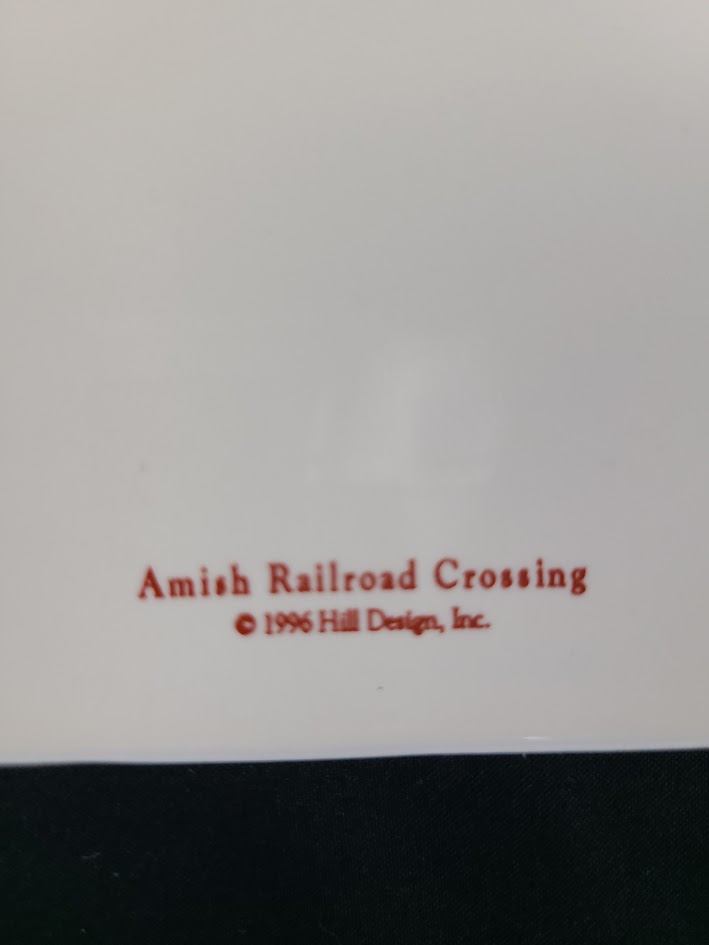 Amish Railroad Crossing
© 1996 Hill Design, Inc.